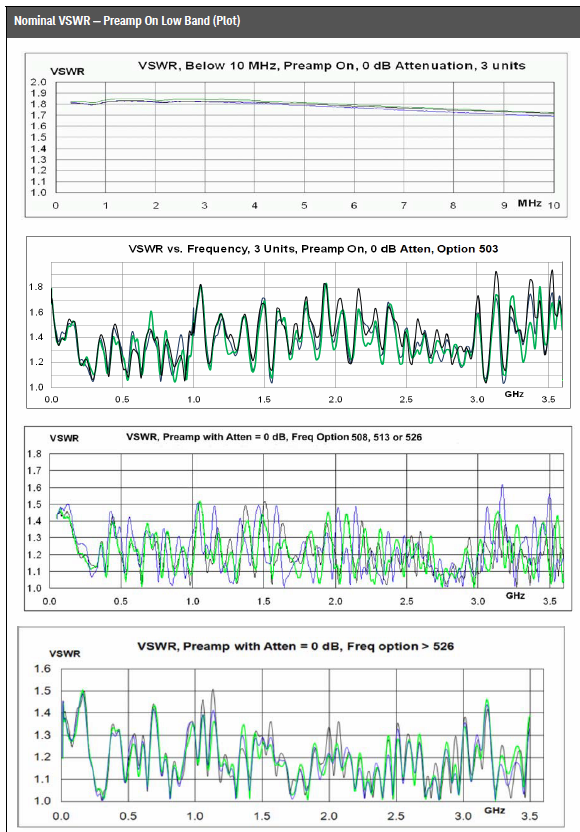 Nominal VSWR – Preamp On Low Band (Plot)
VSWR
VSWR, Below 10 MHz, Preamp On, 0 dB Attenuation, 3 units
2.0
1.9
1.8
1.7
1.6
1.5
1.4
1.3
1.2
1.1
1.0
0 1 2 3 4 5 6 7 8 9 MHz 10
VSWR vs. Frequency, 3 Units, Preamp On, 0 dB Atten, Option 503
1.8
1.6
1.4
1.2
1.0
0.0 0.5 1.0 1.5 2.0 2.5 3.0 GHz 3.5
VSWR
VSWR, Preamp with Atten = 0 dB, Freq Option 508, 513 or 526
1.8
1.7
1.6
1.5
1.4
1.3
1.2
1.1
1.0
0.0 0.5 1.0 1.5 2.0 2.5 3.0 GHz 3.5
VSWR
VSWR, Preamp with Atten = 0 dB, Freq option > 526
1.6
1.5
1.4
1.3
1.2
1.1
1.0
0.0 0.5 1.0 1.5 2.0 2.5 3.0 GHz 3.5